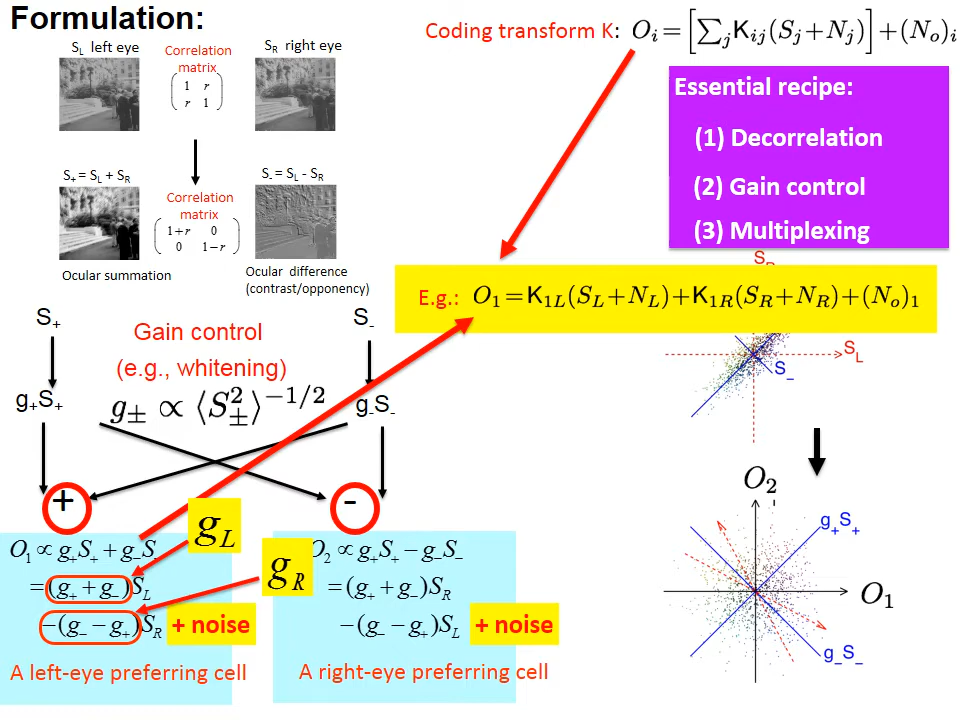 Formulation:
Coding transform K: O_i = [∑_j K_ij (S_j + N_j)] + (N_o)_i
S_L left eye
Correlation
matrix
( 1 r
r 1 )
S_R right eye
Essential recipe:
(1) Decorrelation
(2) Gain control
(3) Multiplexing
S_+ = S_L + S_R
Correlation
matrix
( 1+r 0
0 1−r )
S_- = S_L - S_R
Ocular summation
Ocular difference
(contrast/opponency)
E.g.: O_1 = K_1L (S_L + N_L) + K_1R (S_R + N_R) + (N_o)_1
S_R
S_L
S_-
S_+
S_-
Gain control
(e.g., whitening)
g_+S_+
g_± ∝ ⟨S_±^2⟩^{−1/2}
g_-S_-
+
-
g_L
g_R
O_1 ∝ g_+S_+ + g_−S_−
= (g_+ + g_−)S_L
−(g_− − g_+)S_R + noise
A left-eye preferring cell
O_2 ∝ g_+S_+ − g_−S_−
= (g_+ + g_−)S_R
−(g_− − g_+)S_L + noise
A right-eye preferring cell
O_2
g_+S_+
O_1
g_−S_−